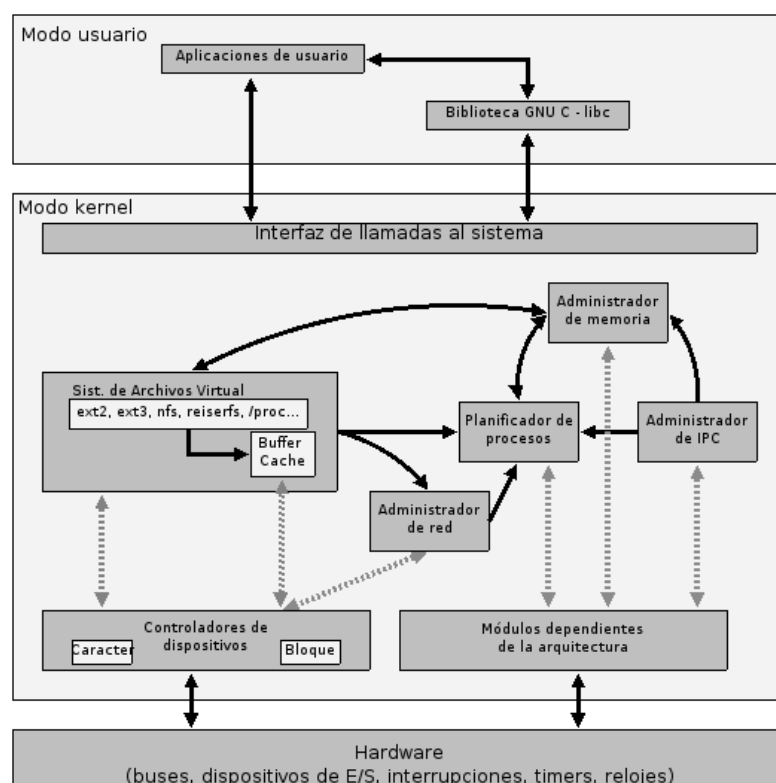 Modo usuario
Aplicaciones de usuario
Biblioteca GNU C - libc
Modo kernel
Interfaz de llamadas al sistema
Administrador
de memoria
Sist. de Archivos Virtual
ext2, ext3, nfs, reiserfs, /proc...
Buffer
Cache
Planificador de
procesos
Administrador
de IPC
Administrador
de red
Controladores de
dispositivos
Caracter
Bloque
Módulos dependientes
de la arquitectura
Hardware
(buses, dispositivos de E/S, interrupciones, timers, relojes)